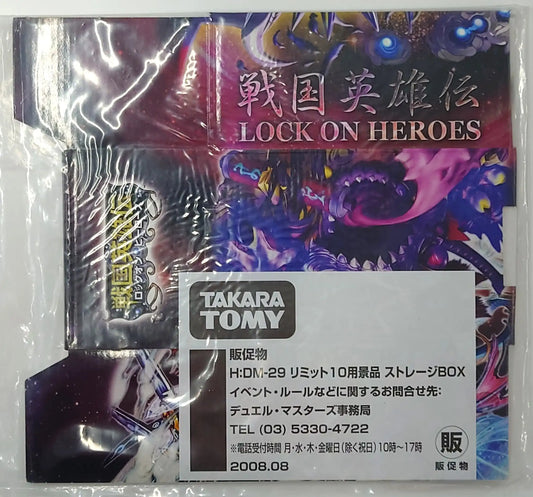 戦国英雄伝
LOCK ON HEROES
TAKARA
TOMY
販促物
H:DM-29 リミット10用景品 ストレージBOX
イベント・ルールなどに関するお問合せ先:
デュエル・マスターズ事務局
TEL (03) 5330-4722
※電話受付時間 月・水・木・金曜日(除く祝日)10時〜17時
2008.08
販
販促物